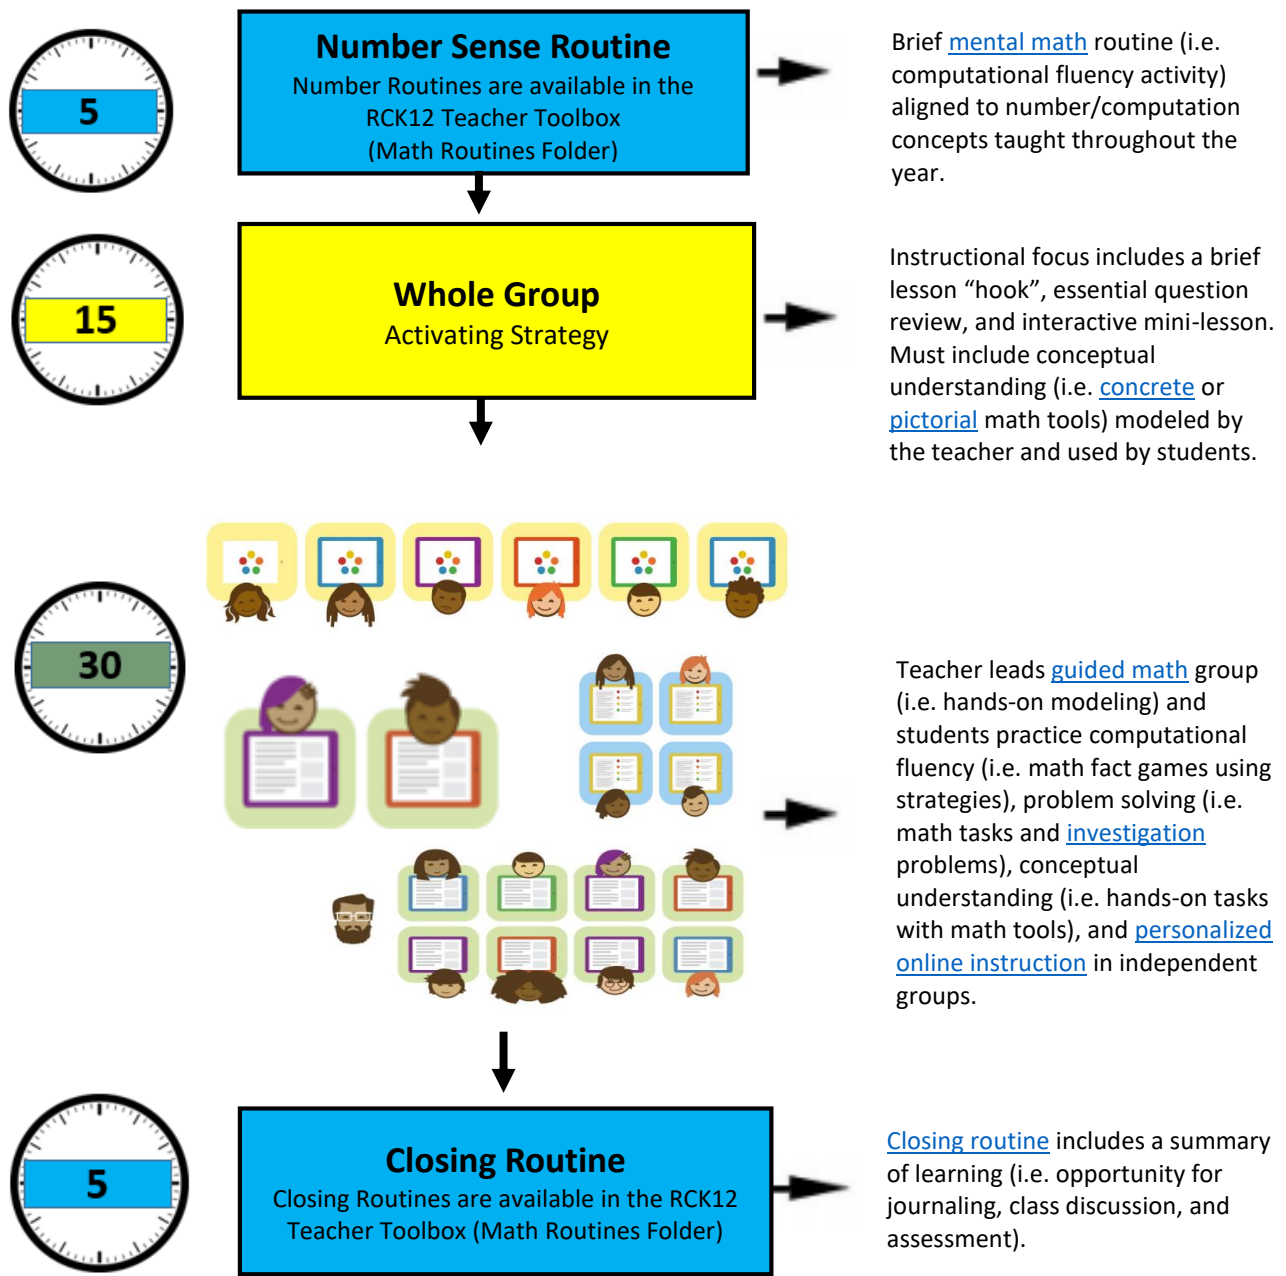 5
Number Sense Routine
Number Routines are available in the
RCK12 Teacher Toolbox
(Math Routines Folder)
Brief mental math routine (i.e.
computational fluency activity)
aligned to number/computation
concepts taught throughout the
year.
15
Whole Group
Activating Strategy
Instructional focus includes a brief
lesson “hook”, essential question
review, and interactive mini-lesson.
Must include conceptual
understanding (i.e. concrete or
pictorial math tools) modeled by
the teacher and used by students.
30
Teacher leads guided math group
(i.e. hands-on modeling) and
students practice computational
fluency (i.e. math fact games using
strategies), problem solving (i.e.
math tasks and investigation
problems), conceptual
understanding (i.e. hands-on tasks
with math tools), and personalized
online instruction in independent
groups.
5
Closing Routine
Closing Routines are available in the RCK12
Teacher Toolbox (Math Routines Folder)
Closing routine includes a summary
of learning (i.e. opportunity for
journaling, class discussion, and
assessment).